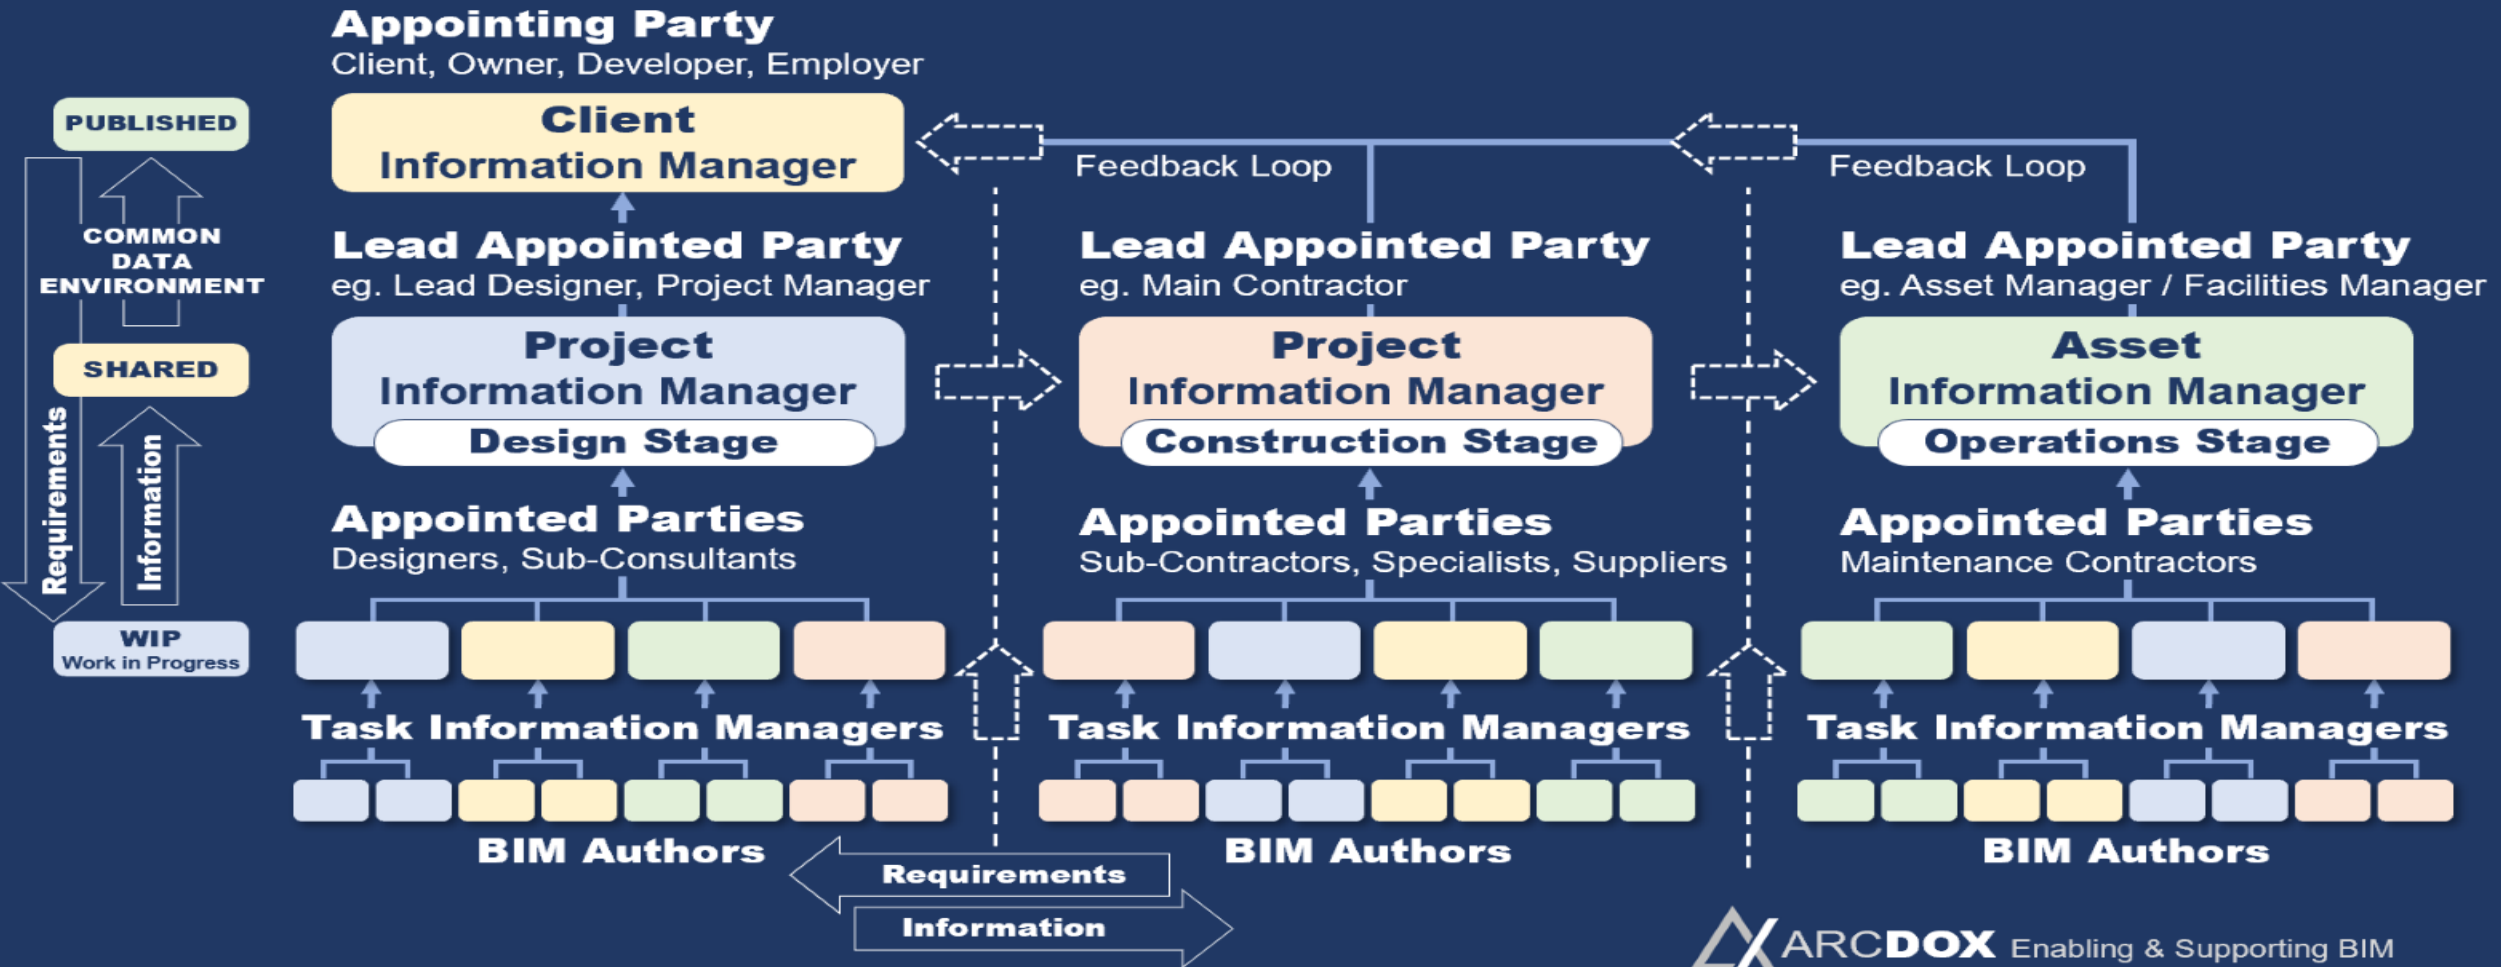 Appointing Party
Client, Owner, Developer, Employer
Client
Information Manager
PUBLISHED
COMMON
DATA
ENVIRONMENT
SHARED
Requirements
Information
WIP
Work in Progress
Feedback Loop
Feedback Loop
Lead Appointed Party
eg. Lead Designer, Project Manager
Project
Information Manager
Design Stage
Appointed Parties
Designers, Sub-Consultants
Task Information Managers
BIM Authors
Lead Appointed Party
eg. Main Contractor
Project
Information Manager
Construction Stage
Appointed Parties
Sub-Contractors, Specialists, Suppliers
Task Information Managers
BIM Authors
Lead Appointed Party
eg. Asset Manager / Facilities Manager
Asset
Information Manager
Operations Stage
Appointed Parties
Maintenance Contractors
Task Information Managers
BIM Authors
Requirements
Information
ARCDOX Enabling & Supporting BIM